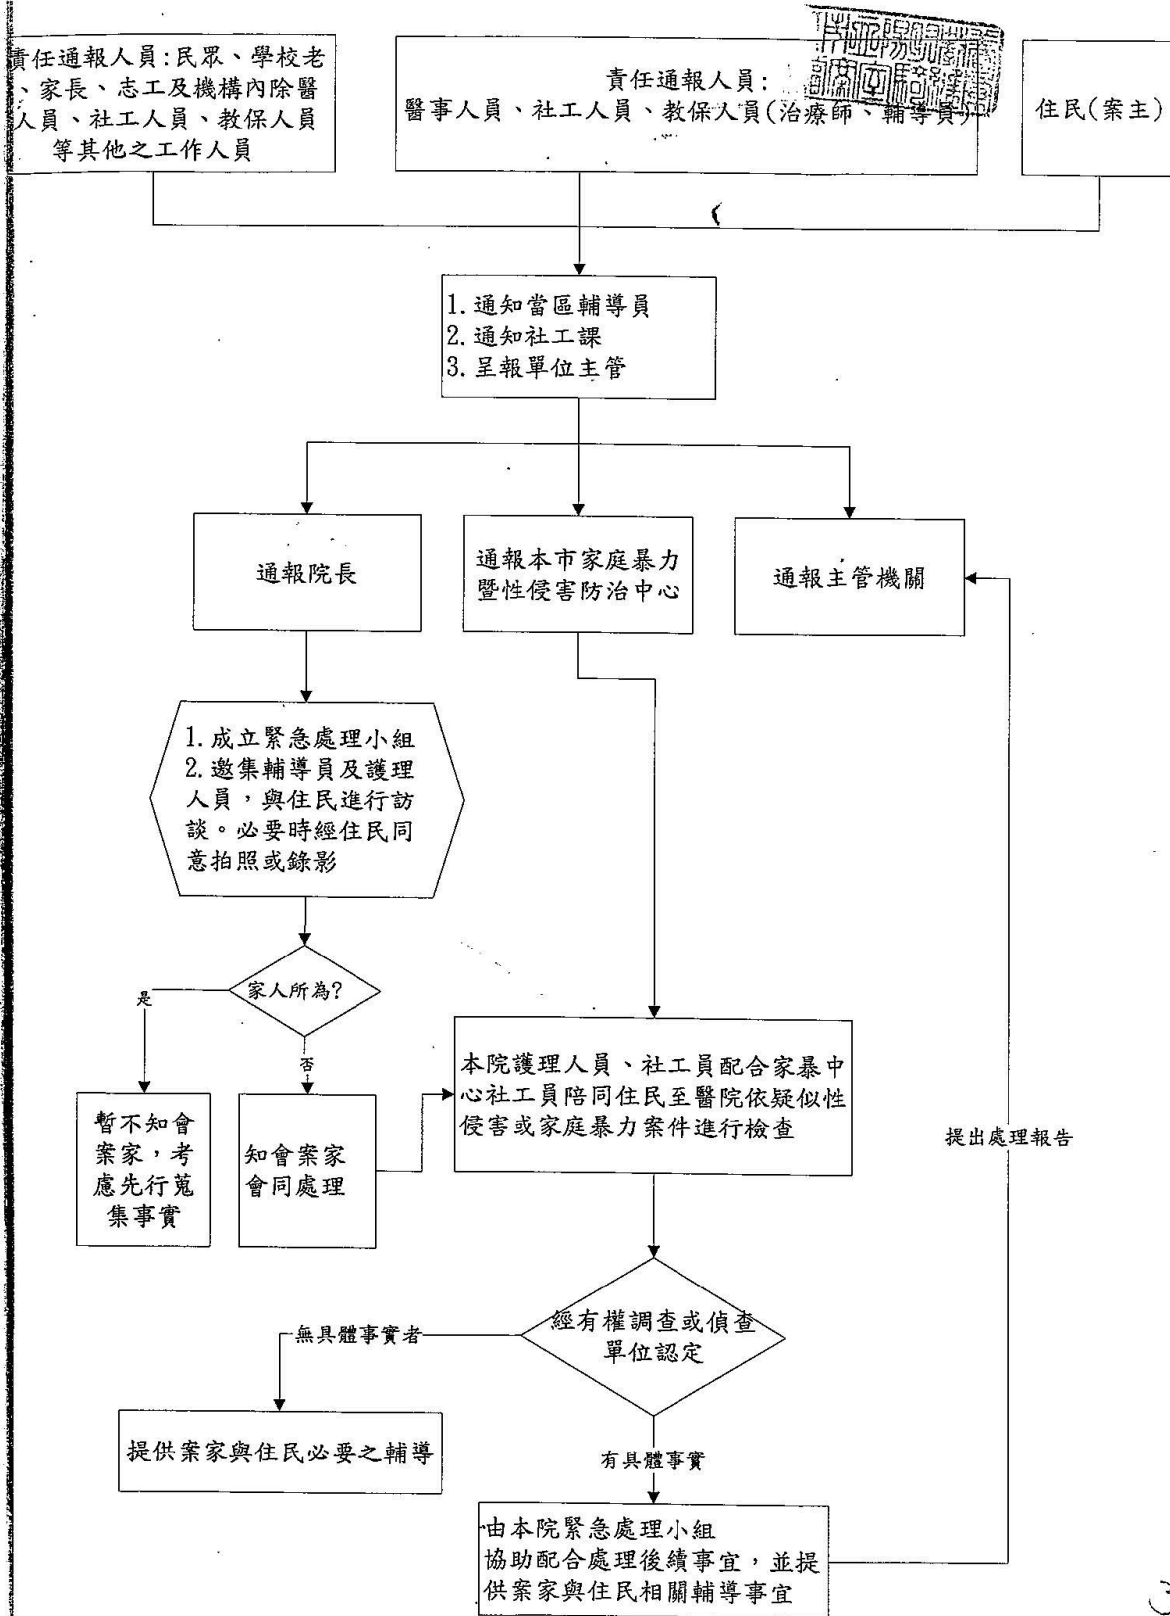 責任通報人員:民眾、學校老
、家長、志工及機構內除醫
人員、社工人員、教保人員
等其他之工作人員
責任通報人員:
醫事人員、社工人員、教保人員(治療師、輔導員)
住民(案主)
1.通知當區輔導員
2.通知社工課
3.呈報單位主管
通報院長
通報本市家庭暴力
暨性侵害防治中心
通報主管機關
1.成立緊急處理小組
2.邀集輔導員及護理
人員,與住民進行訪
談。必要時經住民同
意拍照或錄影
家人所為?
是
否
暫不知會
案家,考
慮先行蒐
集事實
知會案家
會同處理
本院護理人員、社工員配合家暴中
心社工員陪同住民至醫院依疑似性
侵害或家庭暴力案件進行檢查
提出處理報告
經有權調查或偵查
單位認定
無具體事實者
提供案家與住民必要之輔導
有具體事實
由本院緊急處理小組
協助配合處理後續事宜,並提
供案家與住民相關輔導事宜